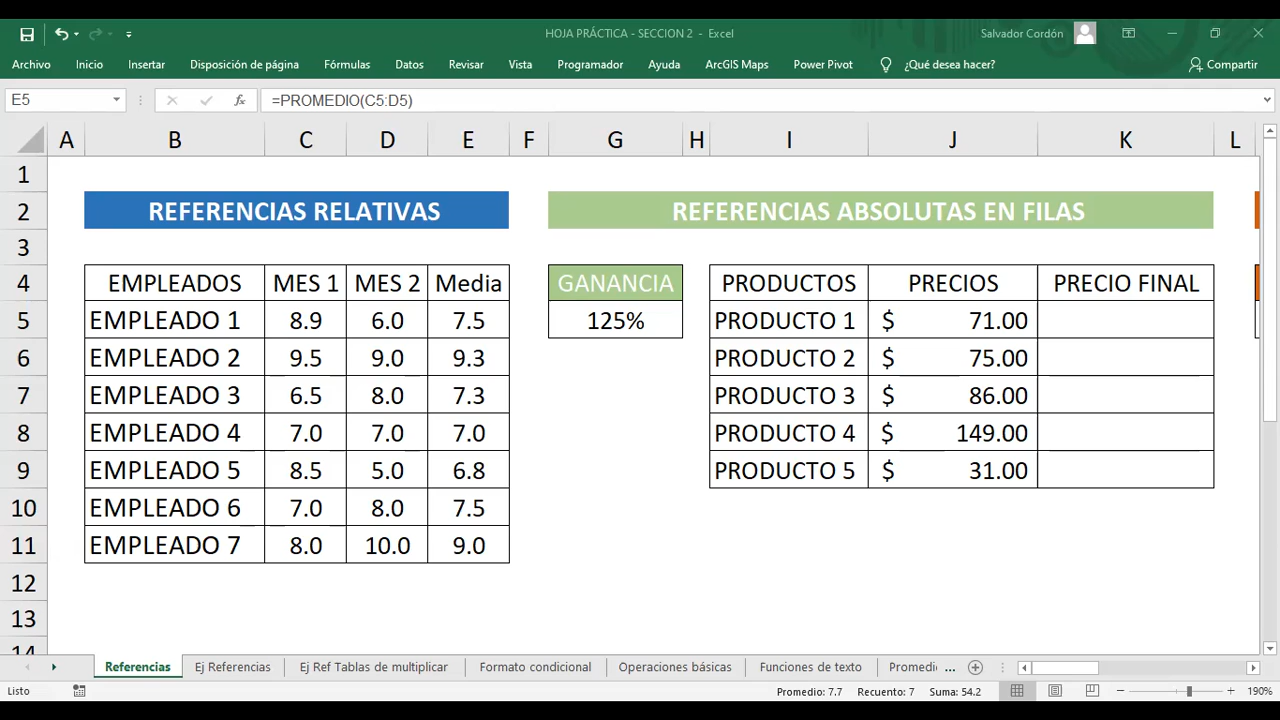 HOJA PRÁCTICA - SECCION 2 - Excel
Salvador Cordón
Archivo Inicio Insertar Disposición de página Fórmulas Datos Revisar Vista Programador Ayuda ArcGIS Maps Power Pivot ¿Qué desea hacer? Compartir
E5 fx =PROMEDIO(C5:D5)
A B C D E F G H I J K L
1
2 REFERENCIAS RELATIVAS REFERENCIAS ABSOLUTAS EN FILAS
3
4 EMPLEADOS MES 1 MES 2 Media GANANCIA PRODUCTOS PRECIOS PRECIO FINAL
5 EMPLEADO 1 8.9 6.0 7.5 125% PRODUCTO 1 $ 71.00
6 EMPLEADO 2 9.5 9.0 9.3 PRODUCTO 2 $ 75.00
7 EMPLEADO 3 6.5 8.0 7.3 PRODUCTO 3 $ 86.00
8 EMPLEADO 4 7.0 7.0 7.0 PRODUCTO 4 $ 149.00
9 EMPLEADO 5 8.5 5.0 6.8 PRODUCTO 5 $ 31.00
10 EMPLEADO 6 7.0 8.0 7.5
11 EMPLEADO 7 8.0 10.0 9.0
12
13
14
Referencias Ej Referencias Ej Ref Tablas de multiplicar Formato condicional Operaciones básicas Funciones de texto Promedi ...
Listo Promedio: 7.7 Recuento: 7 Suma: 54.2 190%